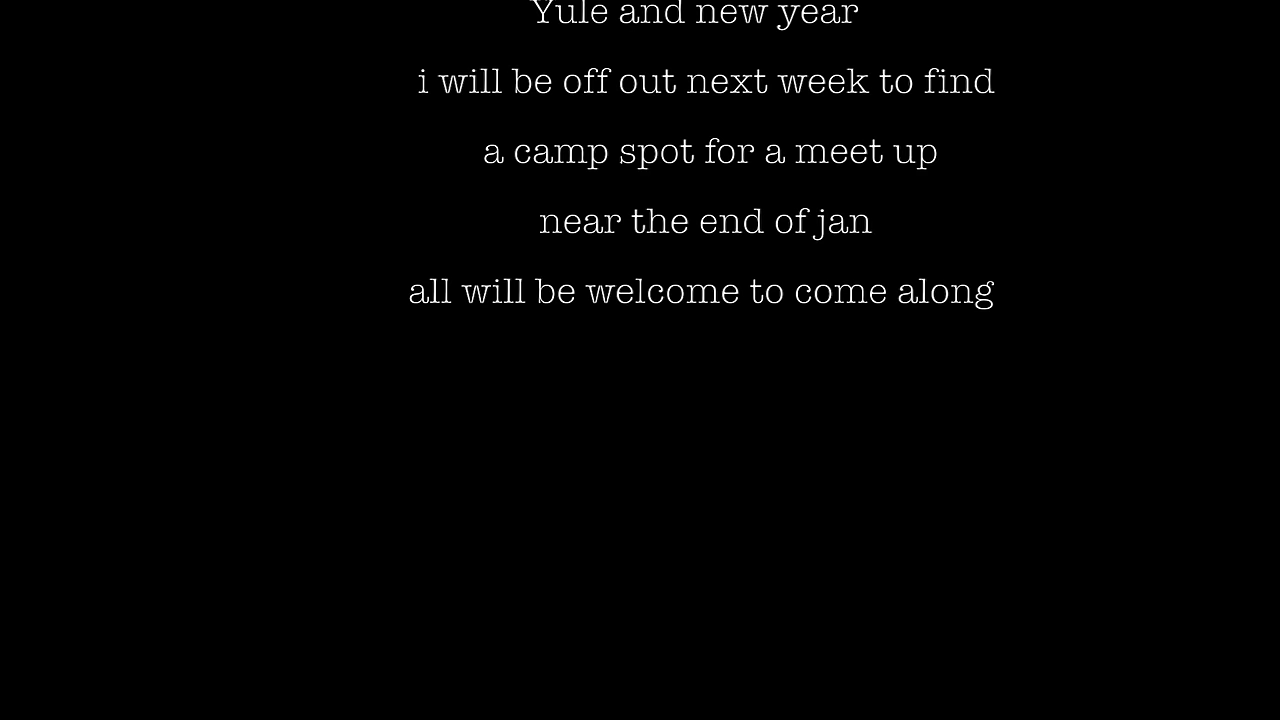 Yule and new year
i will be off out next week to find
a camp spot for a meet up
near the end of jan
all will be welcome to come along